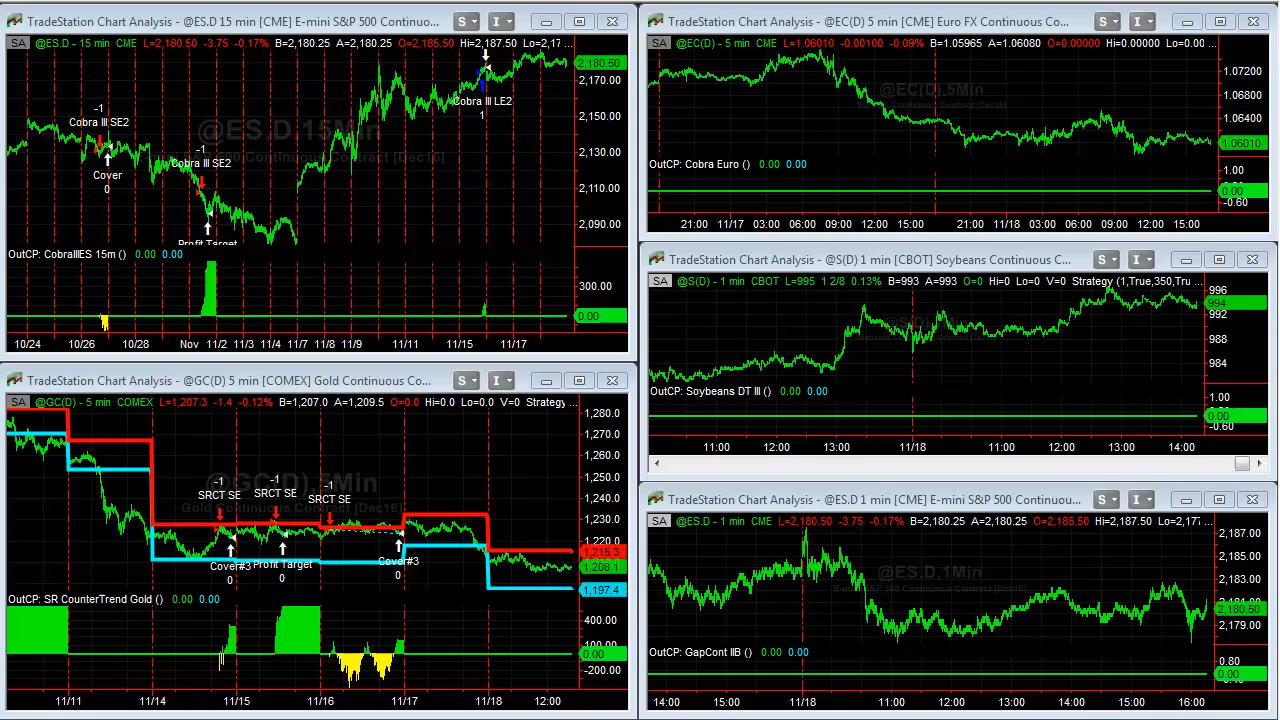 TradeStation Chart Analysis - @ES.D 15 min [CME] E-mini S&P 500 Continuo...
S
I
SA @ES.D - 15 min CME L=2,180.50 -3.75 -0.17% B=2,180.25 A=2,180.25 O=2,185.50 Hi=2,187.50 Lo=2,17 ...
@ES.D,15Min
2,180.50
2,170.00
2,150.00
2,130.00
2,110.00
2,090.00
-1
Cobra III SE2
Cover
0
-1
Cobra III SE2
Profit Target
Cobra III LE2
1
OutCP: CobraIIIES 15m () 0.00 0.00
300.00
0.00
10/24 10/26 10/28 Nov 11/2 11/3 11/4 11/7 11/8 11/9 11/11 11/15 11/17
TradeStation Chart Analysis - @GC(D) 5 min [COMEX] Gold Continuous Co...
S
I
SA @GC(D) - 5 min COMEX L=1,207.3 -1.4 -0.12% B=1,207.0 A=1,209.5 O=0.0 Hi=0.0 Lo=0.0 V=0 Strategy ...
@GC(D),5Min
Gold Continuous Contract [Dec16]
1,280.0
1,270.0
1,260.0
1,250.0
1,240.0
1,230.0
1,220.0
1,215.3
1,208.1
1,197.4
-1
SRCT SE
-1
SRCT SE
-1
SRCT SE
Cover#3
0
Profit Target
0
Cover#3
0
OutCP: SR CounterTrend Gold () 0.00 0.00
400.00
100.00
0.00
-200.00
11/11 11/14 11/15 11/16 11/17 11/18 12:00
TradeStation Chart Analysis - @EC(D) 5 min [CME] Euro FX Continuous Co...
S
I
SA @EC(D) - 5 min CME L=1.06010 -0.00100 -0.09% B=1.05965 A=1.06080 O=0.00000 Hi=0.00000 Lo=0.00 ...
@EC(D),5Min
1.07200
1.06800
1.06400
1.06010
OutCP: Cobra Euro () 0.00 0.00
1.00
0.00
-0.60
21:00 11/17 03:00 06:00 09:00 12:00 15:00 21:00 11/18 03:00 06:00 09:00 12:00 15:00
TradeStation Chart Analysis - @S(D) 1 min [CBOT] Soybeans Continuous C...
S
I
SA @S(D) - 1 min CBOT L=995 1 2/8 0.13% B=993 A=993 O=0 Hi=0 Lo=0 V=0 Strategy (1,True,350,Tru ...
996
994
992
988
984
OutCP: Soybeans DT III () 0.00 0.00
1.00
0.00
-0.60
11:00 12:00 13:00 11/18 11:00 12:00 13:00 14:00
TradeStation Chart Analysis - @ES.D 1 min [CME] E-mini S&P 500 Continuou...
S
I
SA @ES.D - 1 min CME L=2,180.50 -3.75 -0.17% B=2,180.25 A=2,180.25 O=2,185.50 Hi=2,187.50 Lo=2,177 ...
@ES.D,1Min
2,187.00
2,185.00
2,183.00
2,180.50
2,179.00
OutCP: GapCont IIB () 0.00 0.00
0.80
0.00
14:00 15:00 11/18 10:00 11:00 12:00 13:00 14:00 15:00 16:00